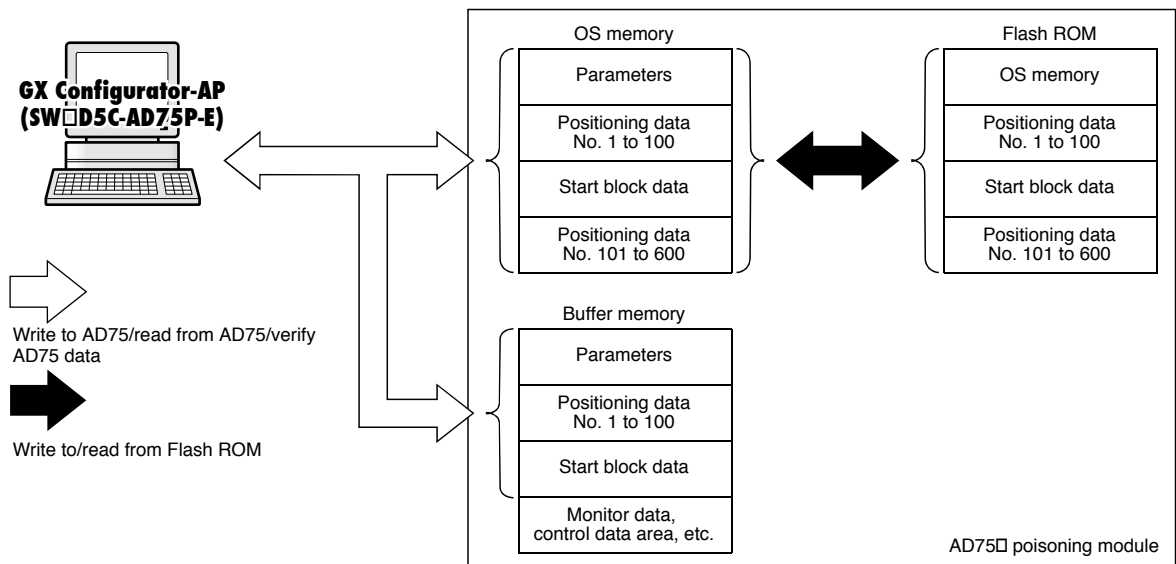 GX Configurator-AP
(SW□D5C-AD75P-E)
Write to AD75/read from AD75/verify
AD75 data
Write to/read from Flash ROM
OS memory
Parameters
Positioning data
No. 1 to 100
Start block data
Positioning data
No. 101 to 600
Buffer memory
Parameters
Positioning data
No. 1 to 100
Start block data
Monitor data,
control data area, etc.
Flash ROM
OS memory
Positioning data
No. 1 to 100
Start block data
Positioning data
No. 101 to 600
AD75□ poisoning module